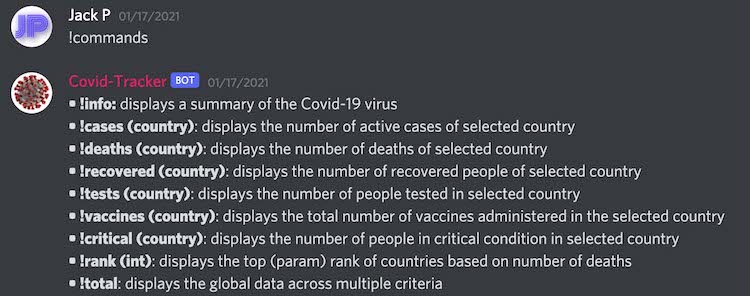 JP
Jack P 01/17/2021
!commands
Covid-Tracker BOT 01/17/2021
• !info: displays a summary of the Covid-19 virus
• !cases (country): displays the number of active cases of selected country
• !deaths (country): displays the number of deaths of selected country
• !recovered (country): displays the number of recovered people of selected country
• !tests (country): displays the number of people tested in selected country
• !vaccines (country): displays the total number of vaccines administered in the selected country
• !critical (country): displays the number of people in critical condition in selected country
• !rank (int): displays the top (param) rank of countries based on number of deaths
• !total: displays the global data across multiple criteria